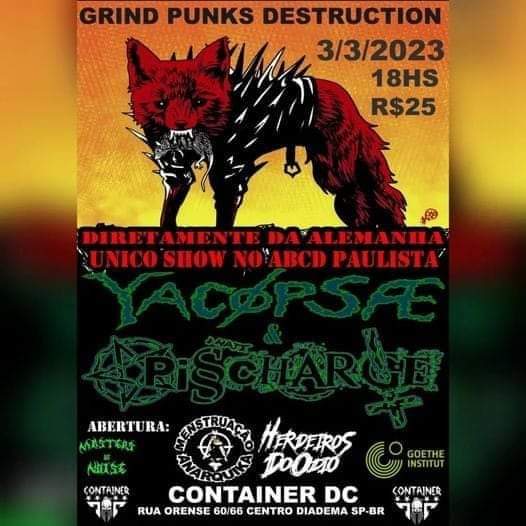 GRIND PUNKS DESTRUCTION
3/3/2023
18HS
R$25
DIRETAMENTE DA ALEMANHA
UNICO SHOW NO ABCD PAULISTA
YACØPSÆ
&
PiSSCHARGE
ABERTURA:
MASTERS OF NOISE
MENSTRUAÇÃO ANÁRQUIKA
HERDEIROS DO ÓDIO
GOETHE INSTITUT
CONTAINER
CONTAINER DC
CONTAINER
RUA ORENSE 60/66 CENTRO DIADEMA SP-BR